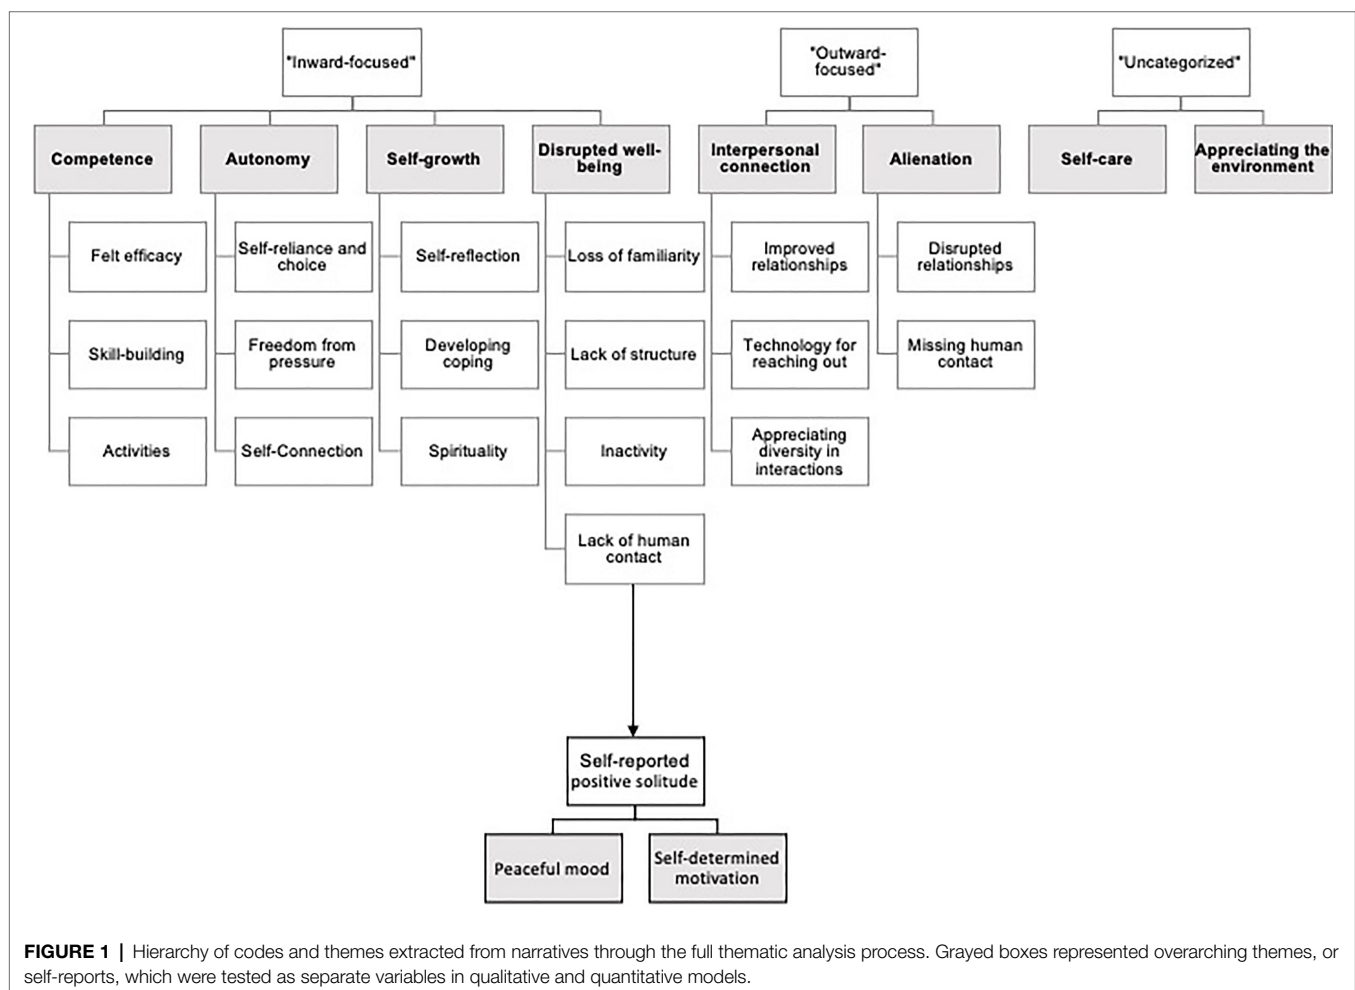 "Inward-focused"
"Outward-
focused"
"Uncategorized"
Competence
Autonomy
Self-growth
Disrupted well-
being
Interpersonal
connection
Alienation
Self-care
Appreciating the
environment
Felt efficacy
Self-reliance and
choice
Self-reflection
Loss of familiarity
Improved
relationships
Disrupted
relationships
Skill-building
Freedom from
pressure
Developing
coping
Lack of structure
Technology for
reaching out
Missing human
contact
Activities
Self-Connection
Spirituality
Inactivity
Appreciating
diversity in
interactions
Lack of human
contact
Self-reported
positive solitude
Peaceful mood
Self-determined
motivation
FIGURE 1 | Hierarchy of codes and themes extracted from narratives through the full thematic analysis process. Grayed boxes represented overarching themes, or
self-reports, which were tested as separate variables in qualitative and quantitative models.